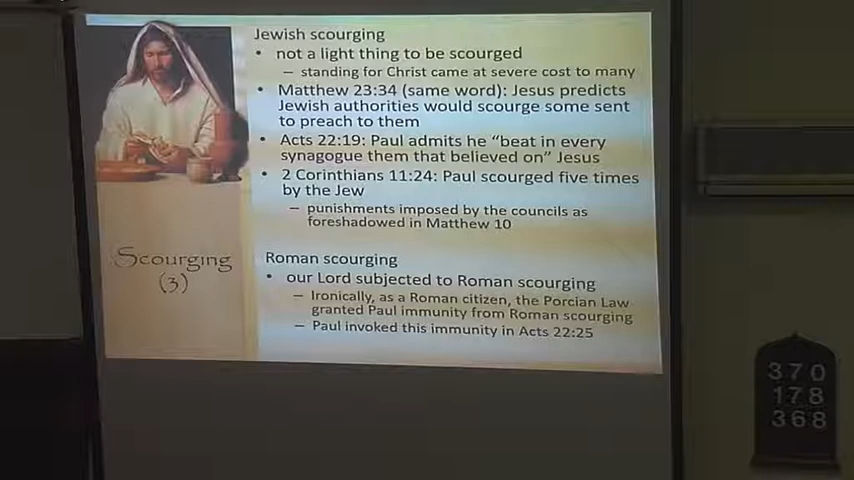 Jewish scourging
• not a light thing to be scourged
– standing for Christ came at severe cost to many
• Matthew 23:34 (same word): Jesus predicts
Jewish authorities would scourge some sent
to preach to them
• Acts 22:19: Paul admits he “beat in every
synagogue them that believed on” Jesus
• 2 Corinthians 11:24: Paul scourged five times
by the Jew
– punishments imposed by the councils as
foreshadowed in Matthew 10
Scourging
(3)
Roman scourging
• our Lord subjected to Roman scourging
– Ironically, as a Roman citizen, the Porcian Law
granted Paul immunity from Roman scourging
– Paul invoked this immunity in Acts 22:25
370
178
368